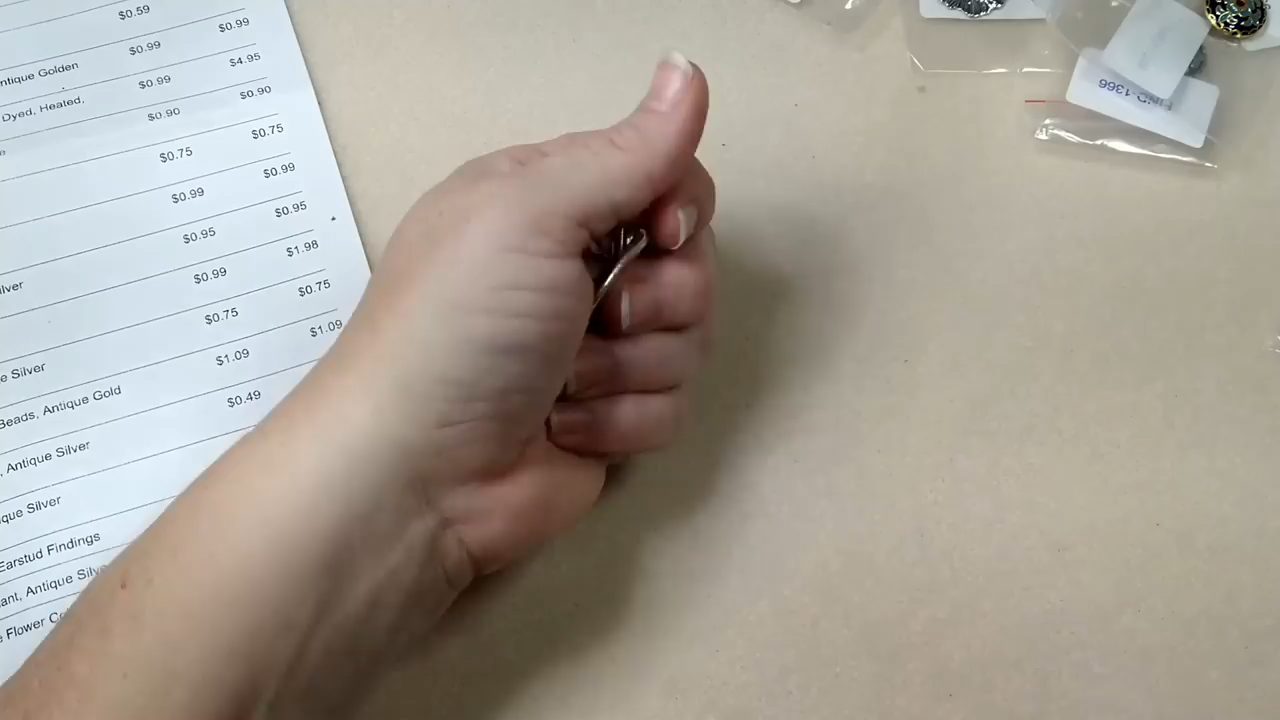 $0.59
ntique Golden $0.99 $0.99
Dyed, Heated, $0.99 $4.95
e $0.90 $0.90
$0.75 $0.75
$0.99 $0.99
lver $0.95 $0.95
$0.99 $1.98
e Silver $0.75 $0.75
Beads, Antique Gold $1.09 $1.09
, Antique Silver $0.49
que Silver
Earstud Findings
ant, Antique Silve
e Flower
FIND-1366